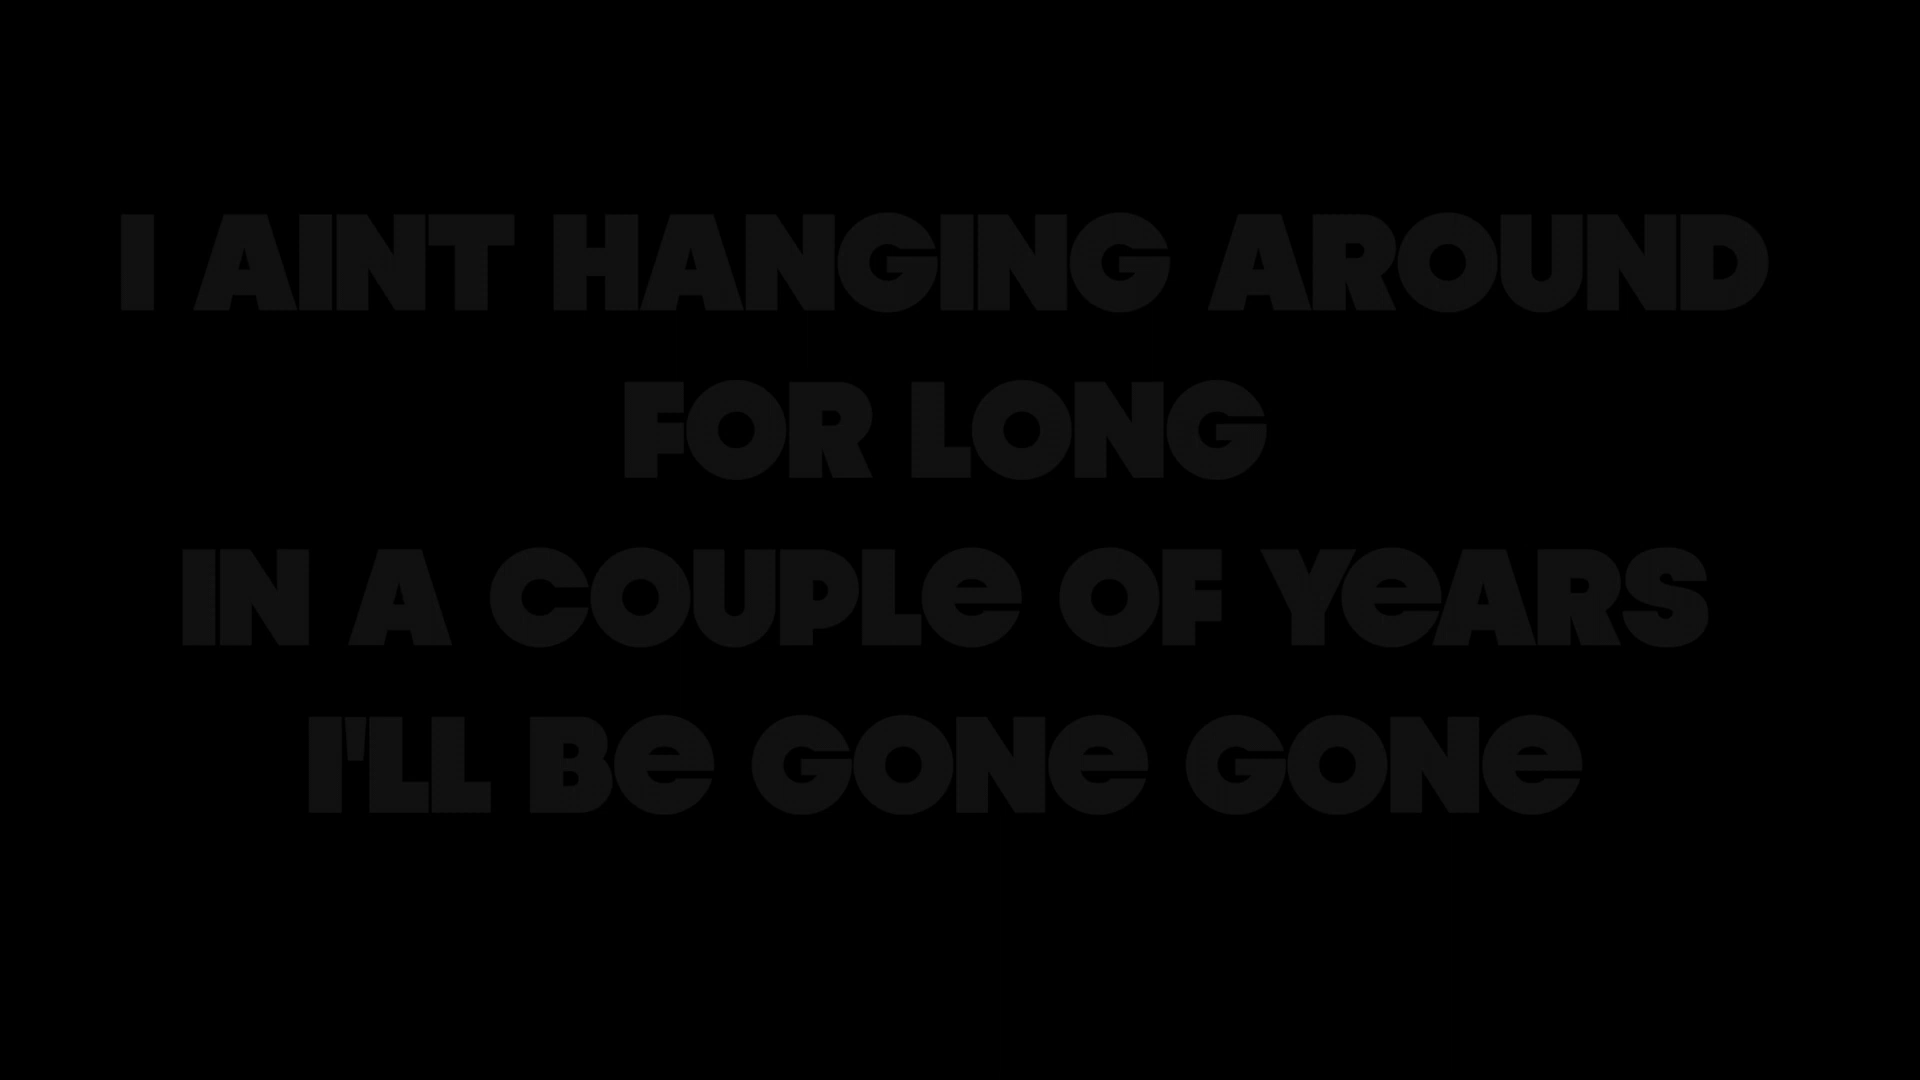 I AINT HANGING AROUND
FOR LONG
IN A COUPLe OF YeARS
I'LL Be GONe GONe